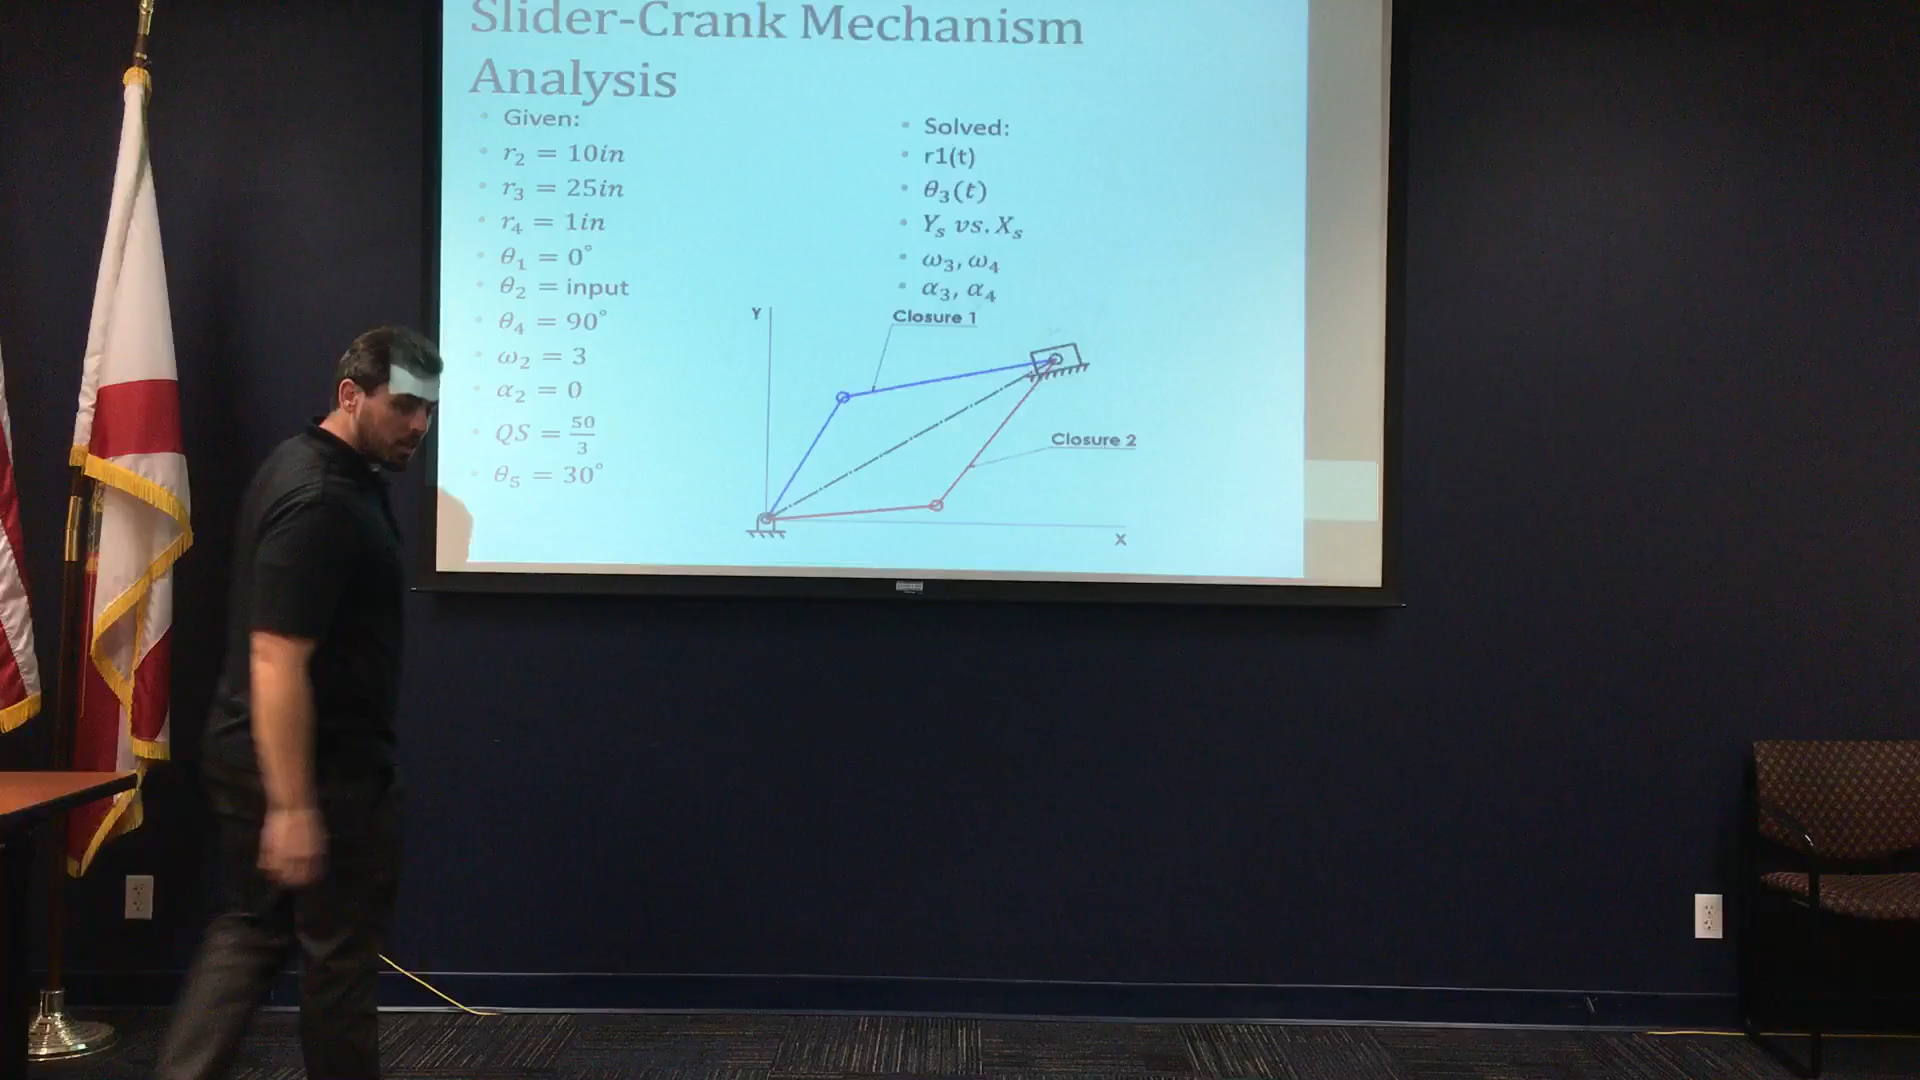 Slider-Crank Mechanism
Analysis
• Given:
• r₂ = 10in
• r₃ = 25in
• r₄ = 1in
• θ₁ = 0°
• θ₂ = input
• θ₄ = 90°
• ω₂ = 3
• α₂ = 0
• QS = 50/3
• θ₅ = 30°
• Solved:
• r1(t)
• θ₃(t)
• Yₛ vs. Xₛ
• ω₃, ω₄
• α₃, α₄
Y
Closure 1
Closure 2
X